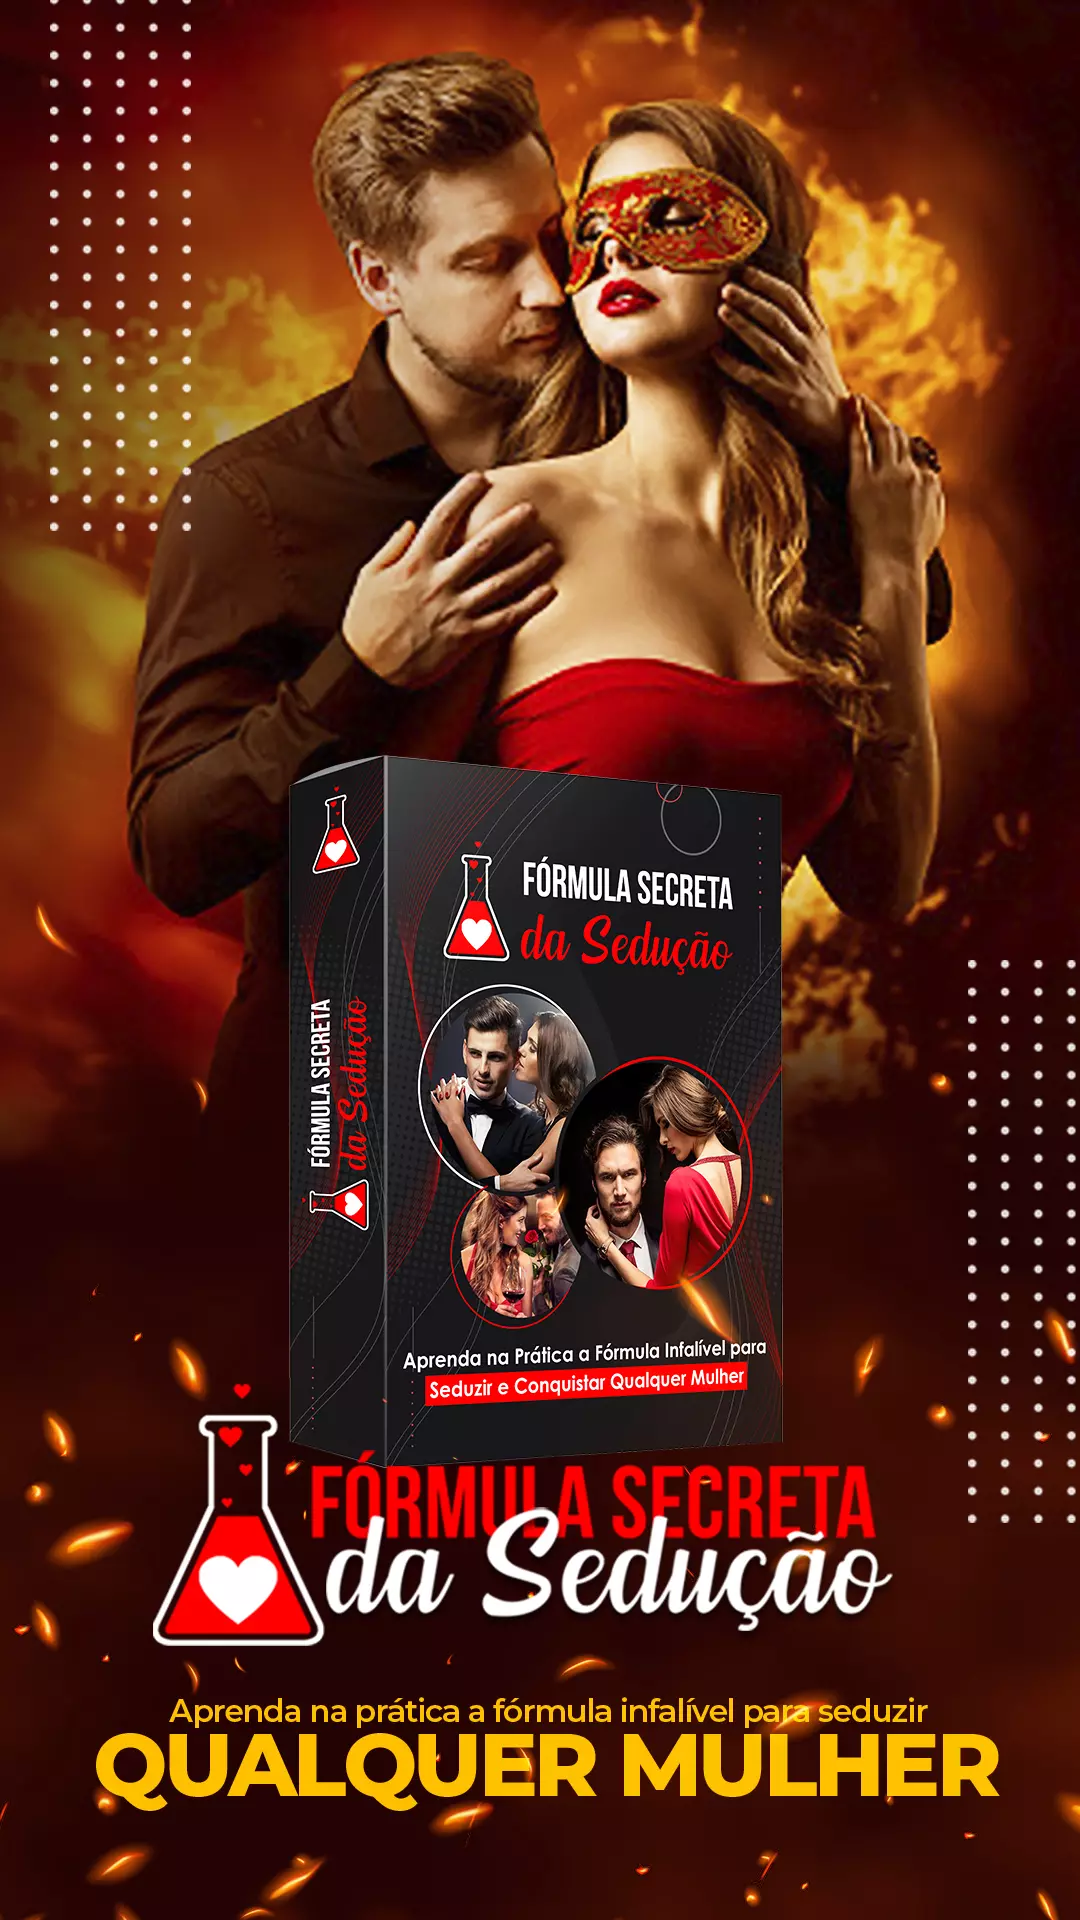 FÓRMULA SECRETA
da Sedução
FÓRMULA SECRETA
da Sedução
Aprenda na Prática a Fórmula Infalível para
Seduzir e Conquistar Qualquer Mulher
FÓRMULA SECRETA
da Sedução
Aprenda na prática a fórmula infalível para seduzir
QUALQUER MULHER